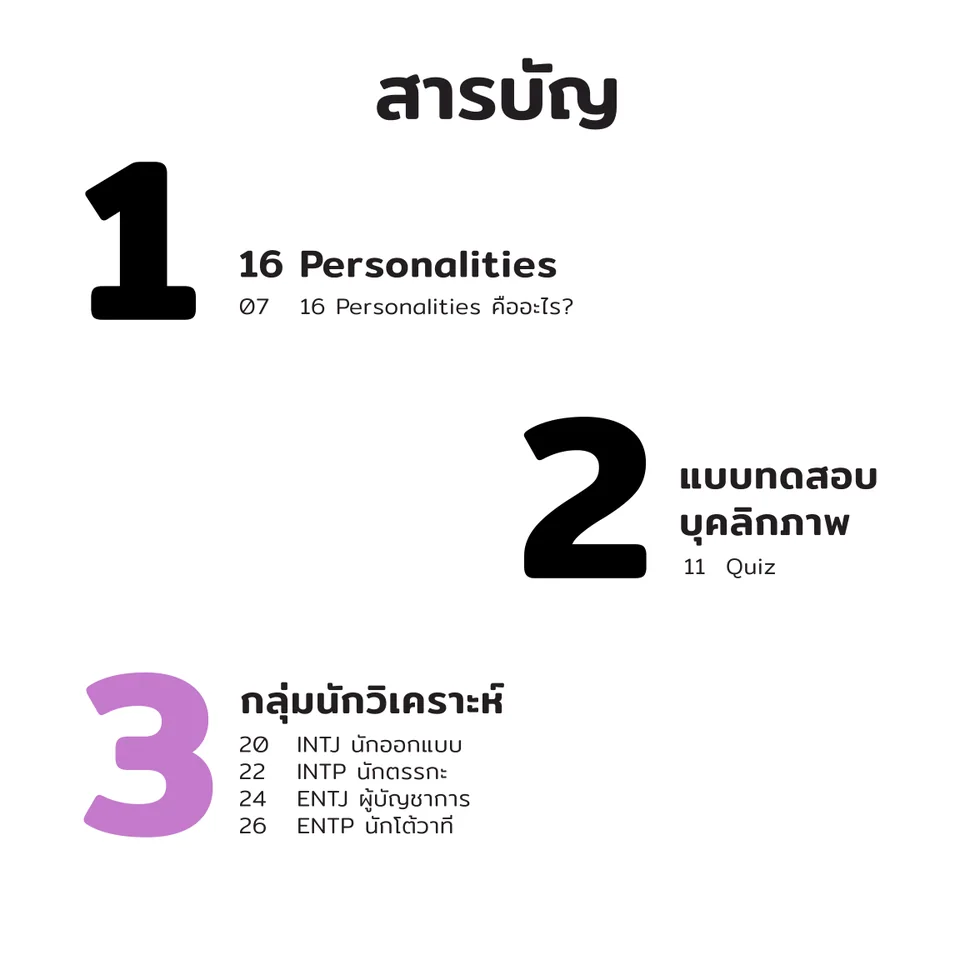 สารบัญ
1
16 Personalities
07 16 Personalities คืออะไร?
2
แบบทดสอบ
บุคลิกภาพ
11 Quiz
3
กลุ่มนักวิเคราะห์
20 INTJ นักออกแบบ
22 INTP นักตรรกะ
24 ENTJ ผู้บัญชาการ
26 ENTP นักโต้วาที